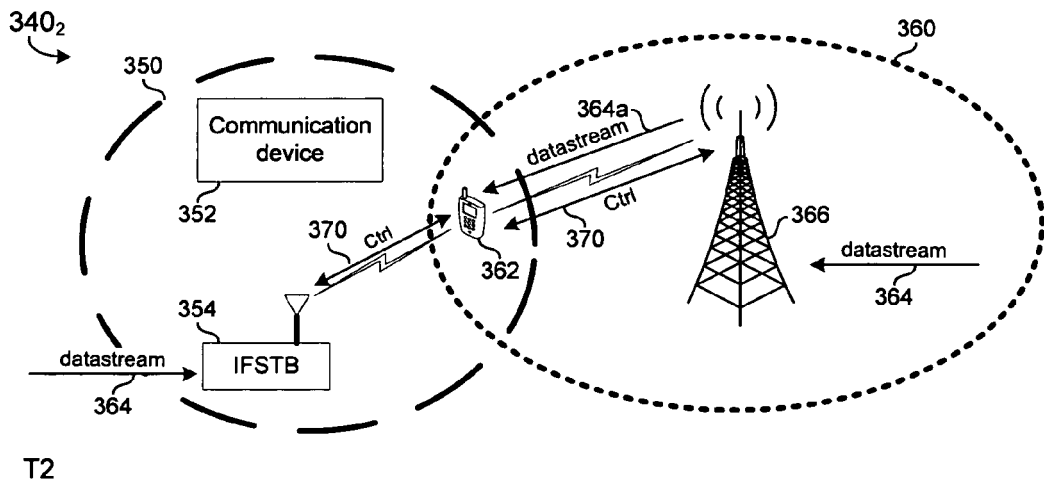 340₂
350
360
Communication
device
352
364a
datastream
Ctrl
370
366
370
Ctrl
362
datastream
364
354
IFSTB
datastream
364
T2